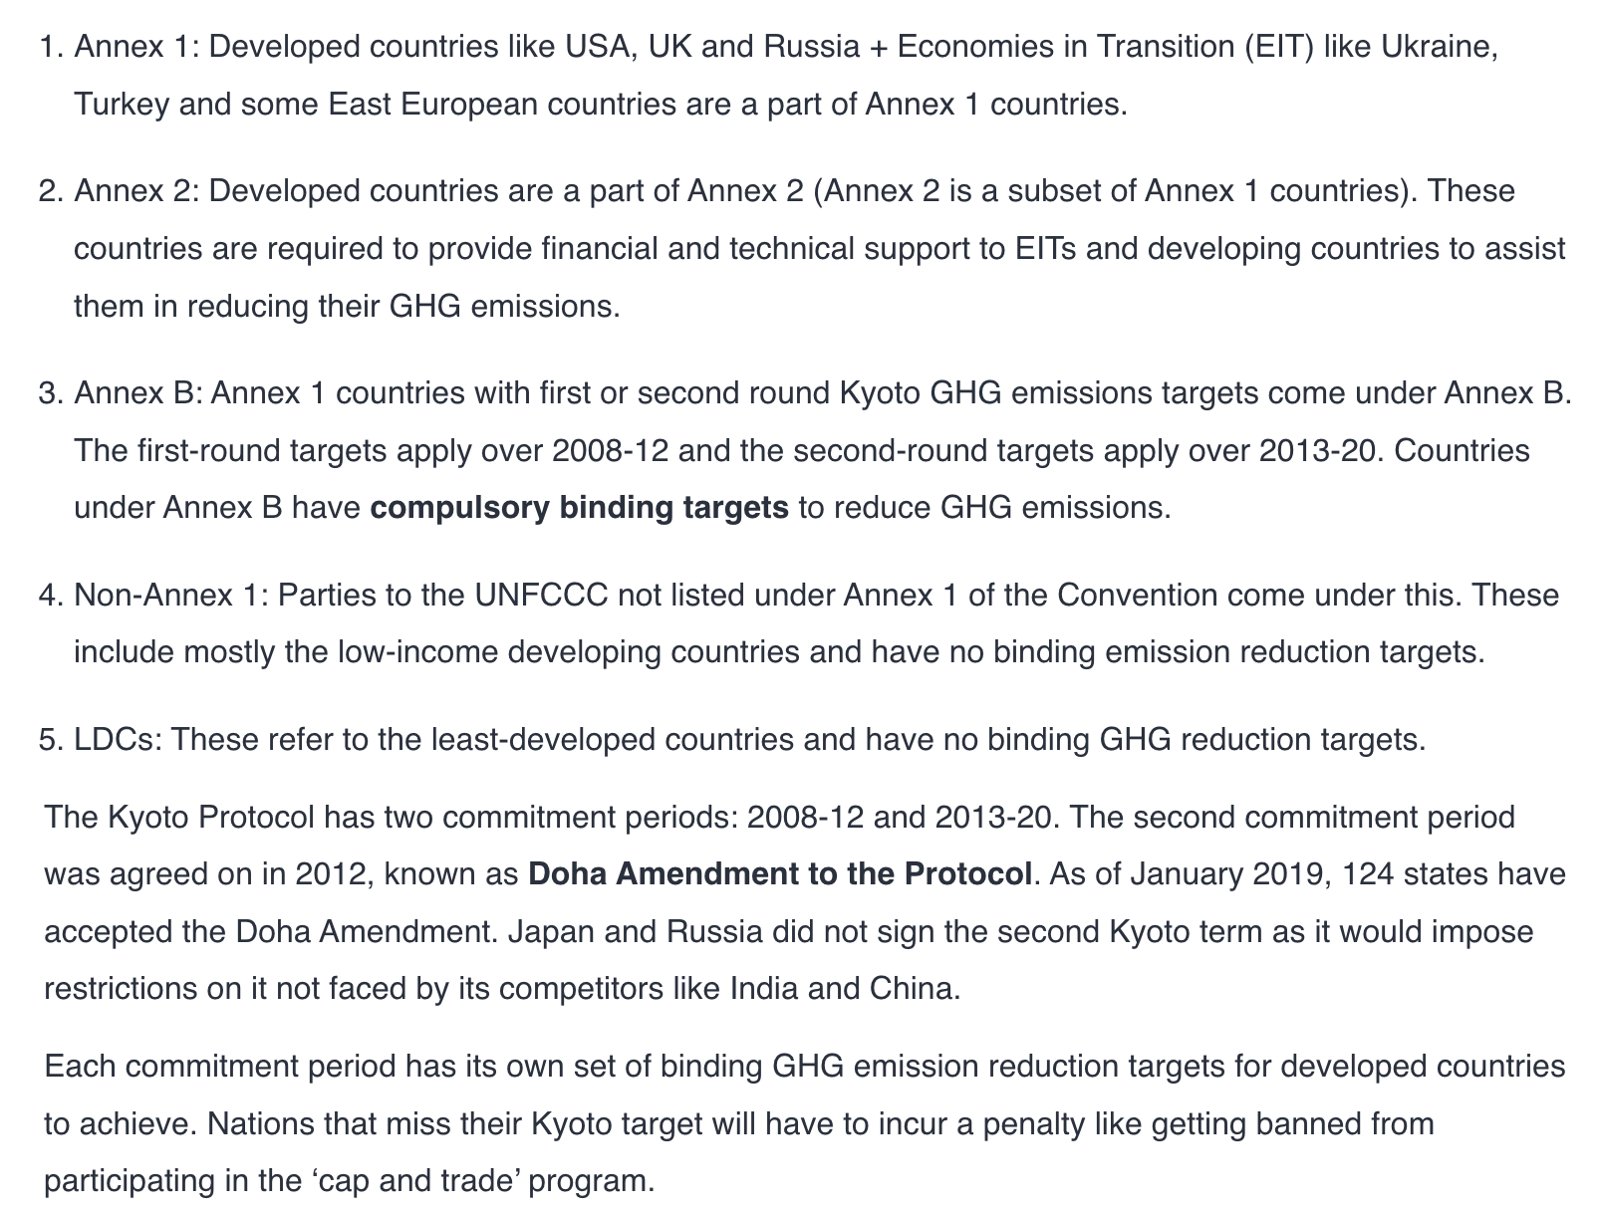 1. Annex 1: Developed countries like USA, UK and Russia + Economies in Transition (EIT) like Ukraine,
Turkey and some East European countries are a part of Annex 1 countries.
2. Annex 2: Developed countries are a part of Annex 2 (Annex 2 is a subset of Annex 1 countries). These
countries are required to provide financial and technical support to EITs and developing countries to assist
them in reducing their GHG emissions.
3. Annex B: Annex 1 countries with first or second round Kyoto GHG emissions targets come under Annex B.
The first-round targets apply over 2008-12 and the second-round targets apply over 2013-20. Countries
under Annex B have compulsory binding targets to reduce GHG emissions.
4. Non-Annex 1: Parties to the UNFCCC not listed under Annex 1 of the Convention come under this. These
include mostly the low-income developing countries and have no binding emission reduction targets.
5. LDCs: These refer to the least-developed countries and have no binding GHG reduction targets.
The Kyoto Protocol has two commitment periods: 2008-12 and 2013-20. The second commitment period
was agreed on in 2012, known as Doha Amendment to the Protocol. As of January 2019, 124 states have
accepted the Doha Amendment. Japan and Russia did not sign the second Kyoto term as it would impose
restrictions on it not faced by its competitors like India and China.
Each commitment period has its own set of binding GHG emission reduction targets for developed countries
to achieve. Nations that miss their Kyoto target will have to incur a penalty like getting banned from
participating in the ‘cap and trade’ program.